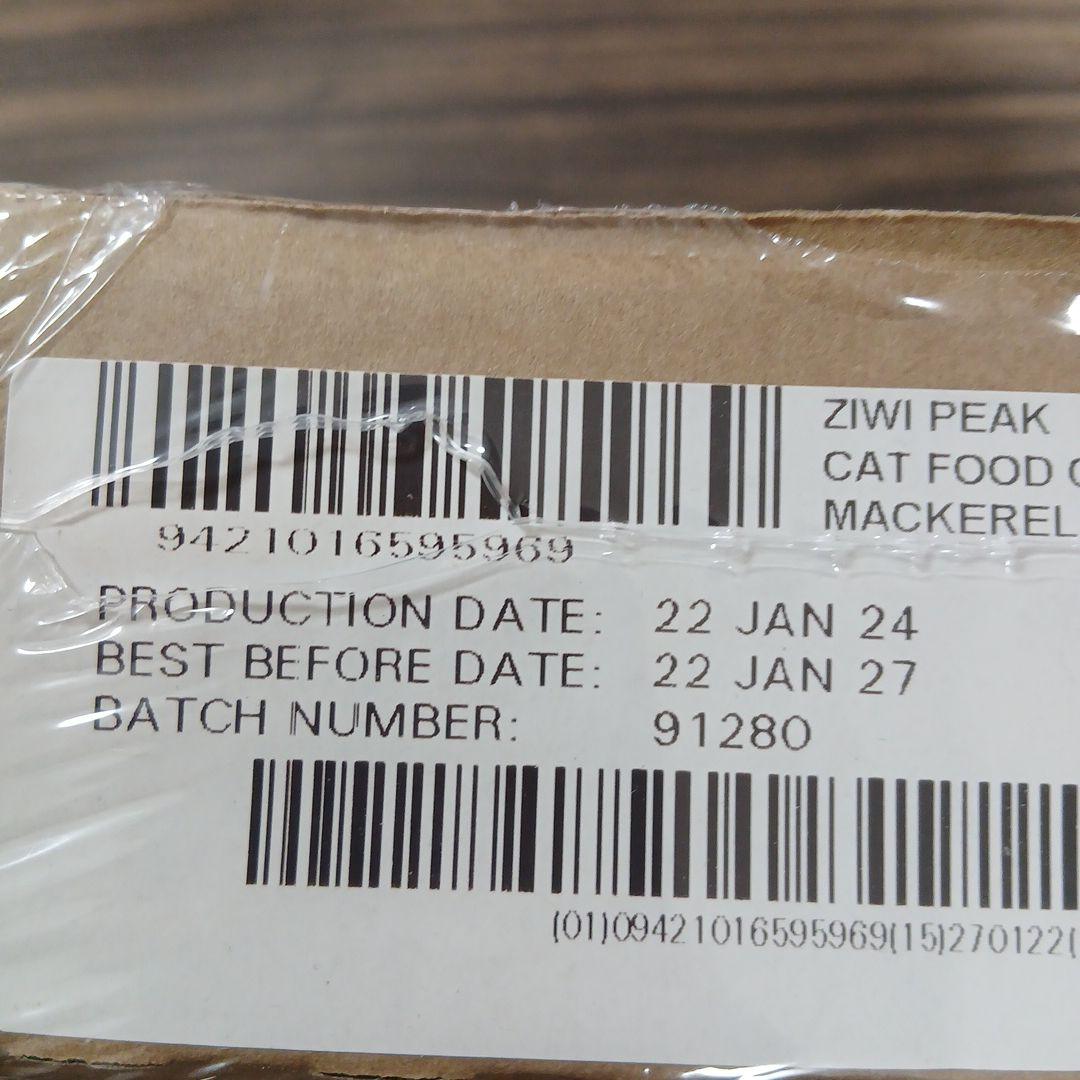 ZIWI PEAK
CAT FOOD
MACKEREL
9421016595969
PRODUCTION DATE: 22 JAN 24
BEST BEFORE DATE: 22 JAN 27
BATCH NUMBER: 91280
(01)09421016595969(15)270122(